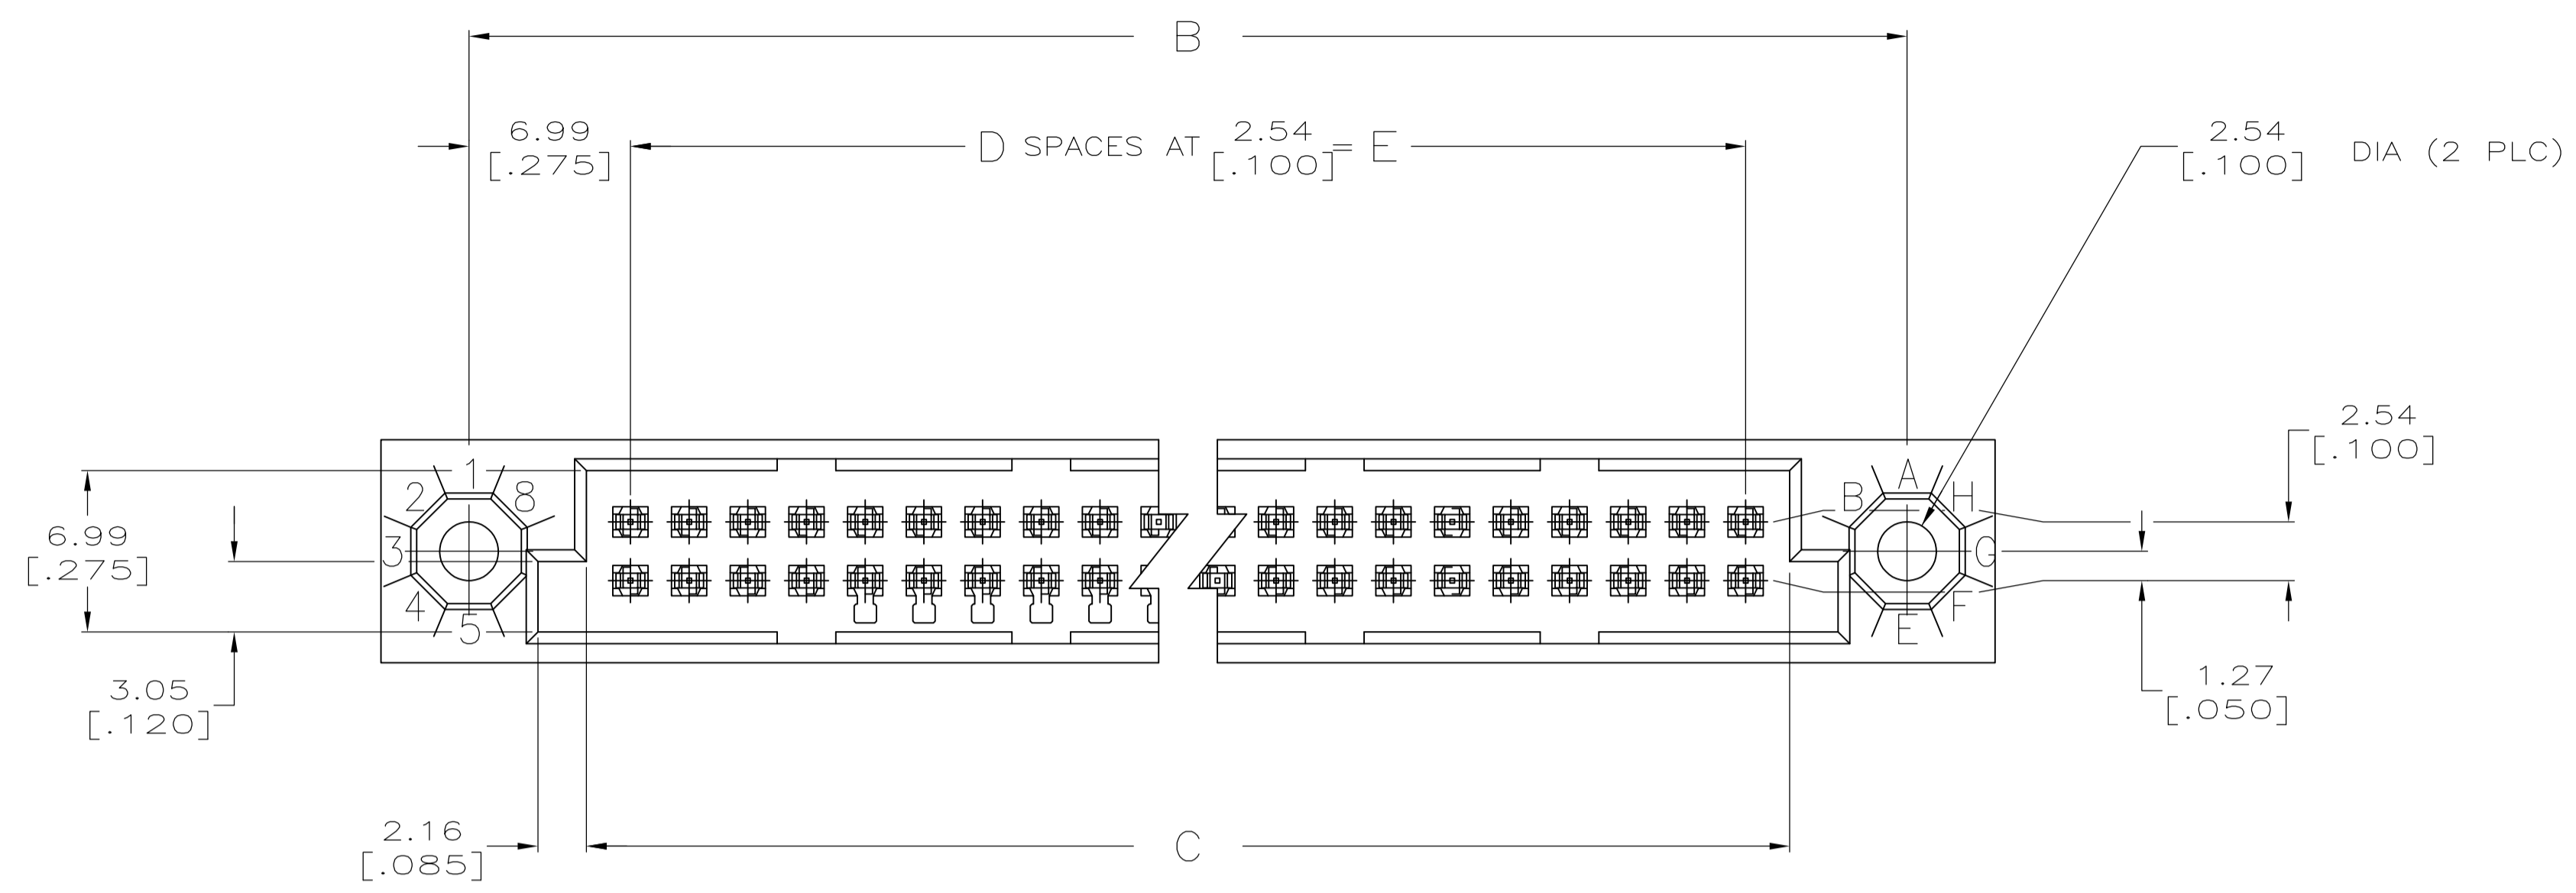 B
6.99
[.275]
D SPACES AT 2.54 [.100] = E
2.54
[.100]
DIA (2 PLC)
2.54
[.100]
1
2
8
3
4
5
A
B
H
G
F
E
6.99
[.275]
3.05
[.120]
1.27
[.050]
2.16
[.085]
C